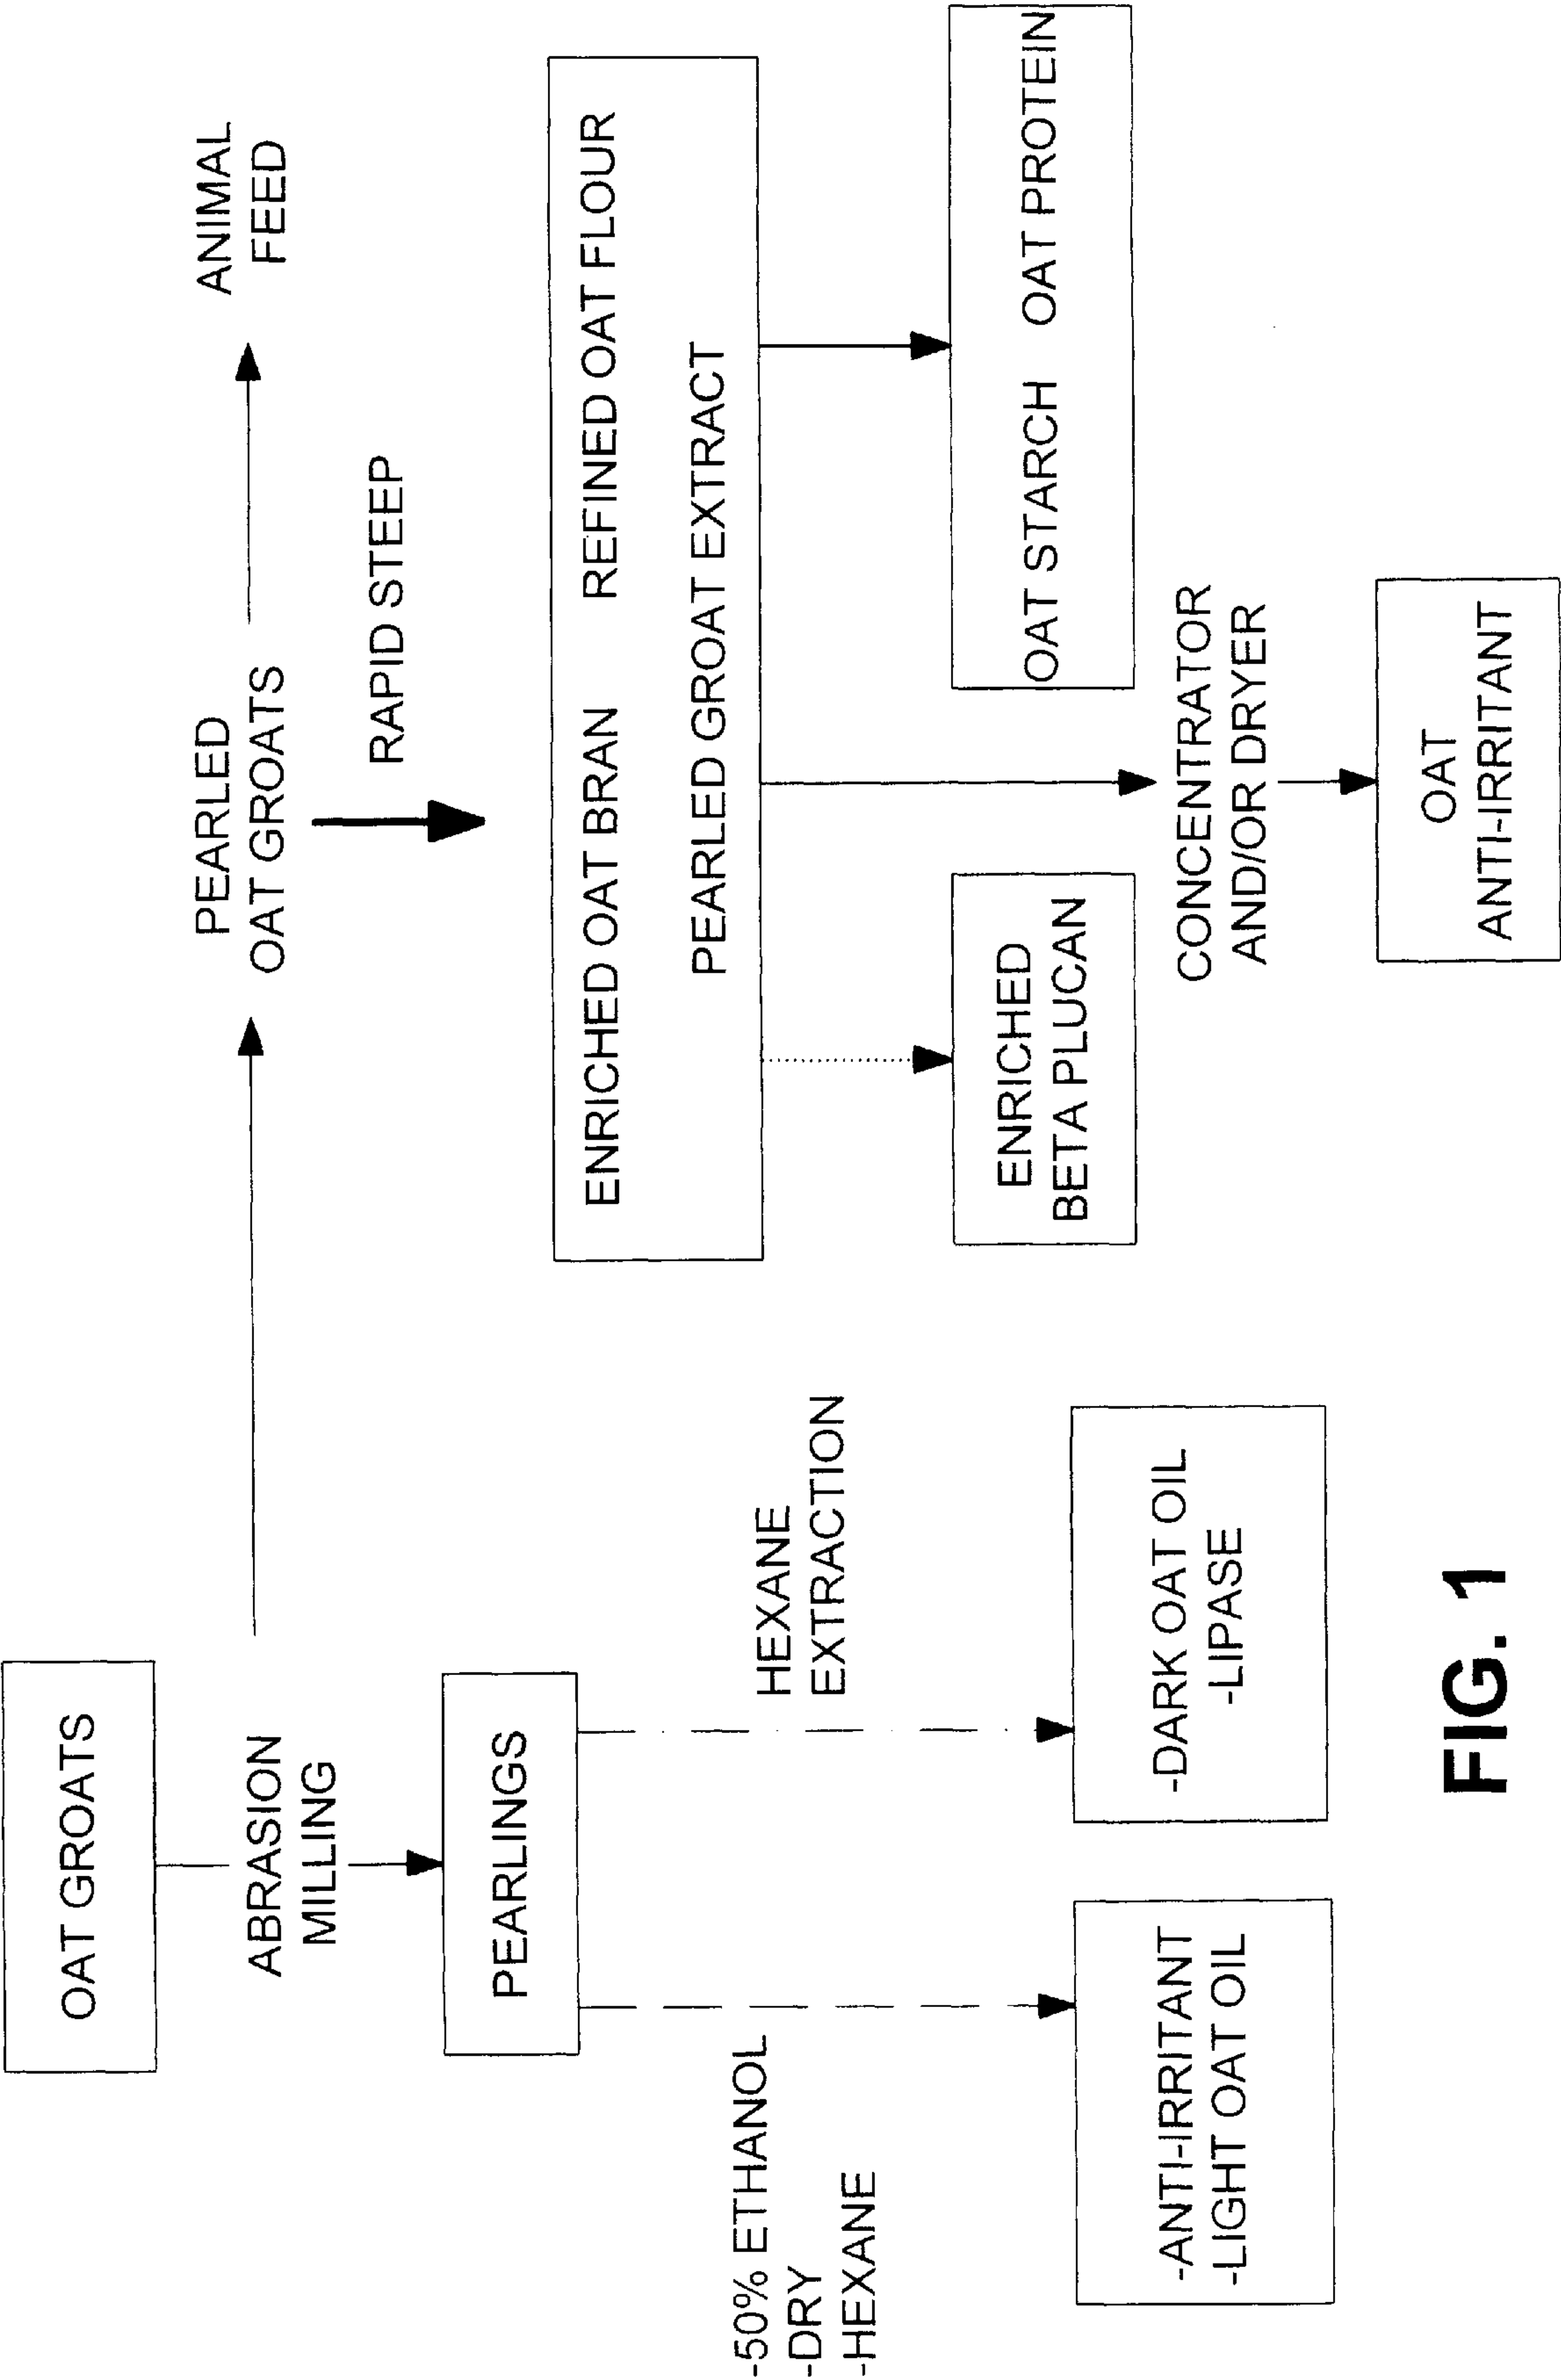 OAT GROATS
ABRASION
MILLING
PEARLINGS
-50% ETHANOL
-DRY
-HEXANE
HEXANE
EXTRACTION
-ANTI-IRRITANT
-LIGHT OAT OIL
-DARK OAT OIL
-LIPASE
PEARLED
OAT GROATS
ANIMAL
FEED
RAPID STEEP
ENRICHED OAT BRAN REFINED OAT FLOUR
PEARLED GROAT EXTRACT
ENRICHED
BETA PLUCAN
OAT STARCH OAT PROTEIN
CONCENTRATOR
AND/OR DRYER
OAT
ANTI-IRRITANT
FIG. 1